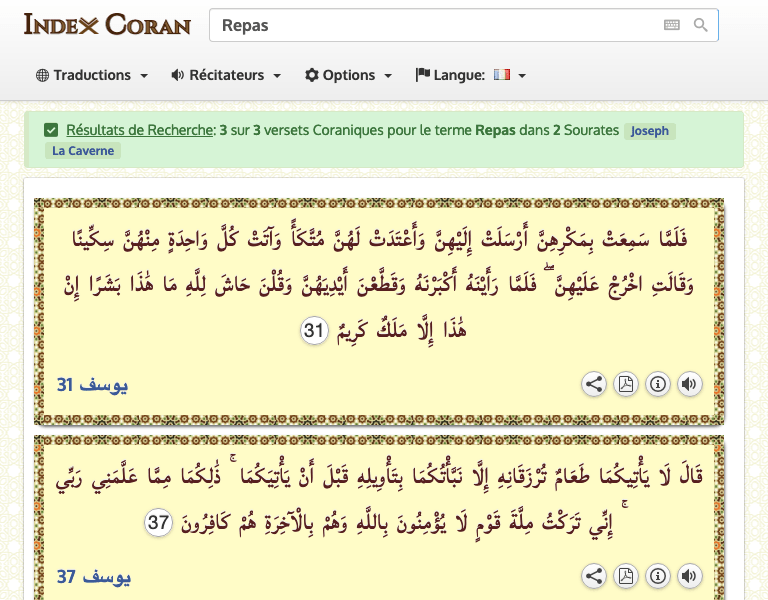 INDEX CORAN
Repas
Traductions
Récitateurs
Options
Langue:
Résultats de Recherche: 3 sur 3 versets Coraniques pour le terme Repas dans 2 Sourates Joseph
La Caverne
فَلَمَّا سَمِعَتْ بِمَكْرِهِنَّ أَرْسَلَتْ إِلَيْهِنَّ وَأَعْتَدَتْ لَهُنَّ مُتَّكَأً وَآتَتْ كُلَّ وَاحِدَةٍ مِنْهُنَّ سِكِّينًا
وَقَالَتِ اخْرُجْ عَلَيْهِنَّ ۖ فَلَمَّا رَأَيْنَهُ أَكْبَرْنَهُ وَقَطَّعْنَ أَيْدِيَهُنَّ وَقُلْنَ حَاشَ لِلَّهِ مَا هَٰذَا بَشَرًا إِنْ
هَٰذَا إِلَّا مَلَكٌ كَرِيمٌ 31
يوسف 31
قَالَ لَا يَأْتِيكُمَا طَعَامٌ تُرْزَقَانِهِ إِلَّا نَبَّأْتُكُمَا بِتَأْوِيلِهِ قَبْلَ أَنْ يَأْتِيَكُمَا ۚ ذَٰلِكُمَا مِمَّا عَلَّمَنِي رَبِّي
ۚ إِنِّي تَرَكْتُ مِلَّةَ قَوْمٍ لَا يُؤْمِنُونَ بِاللَّهِ وَهُمْ بِالْآخِرَةِ هُمْ كَافِرُونَ 37
يوسف 37